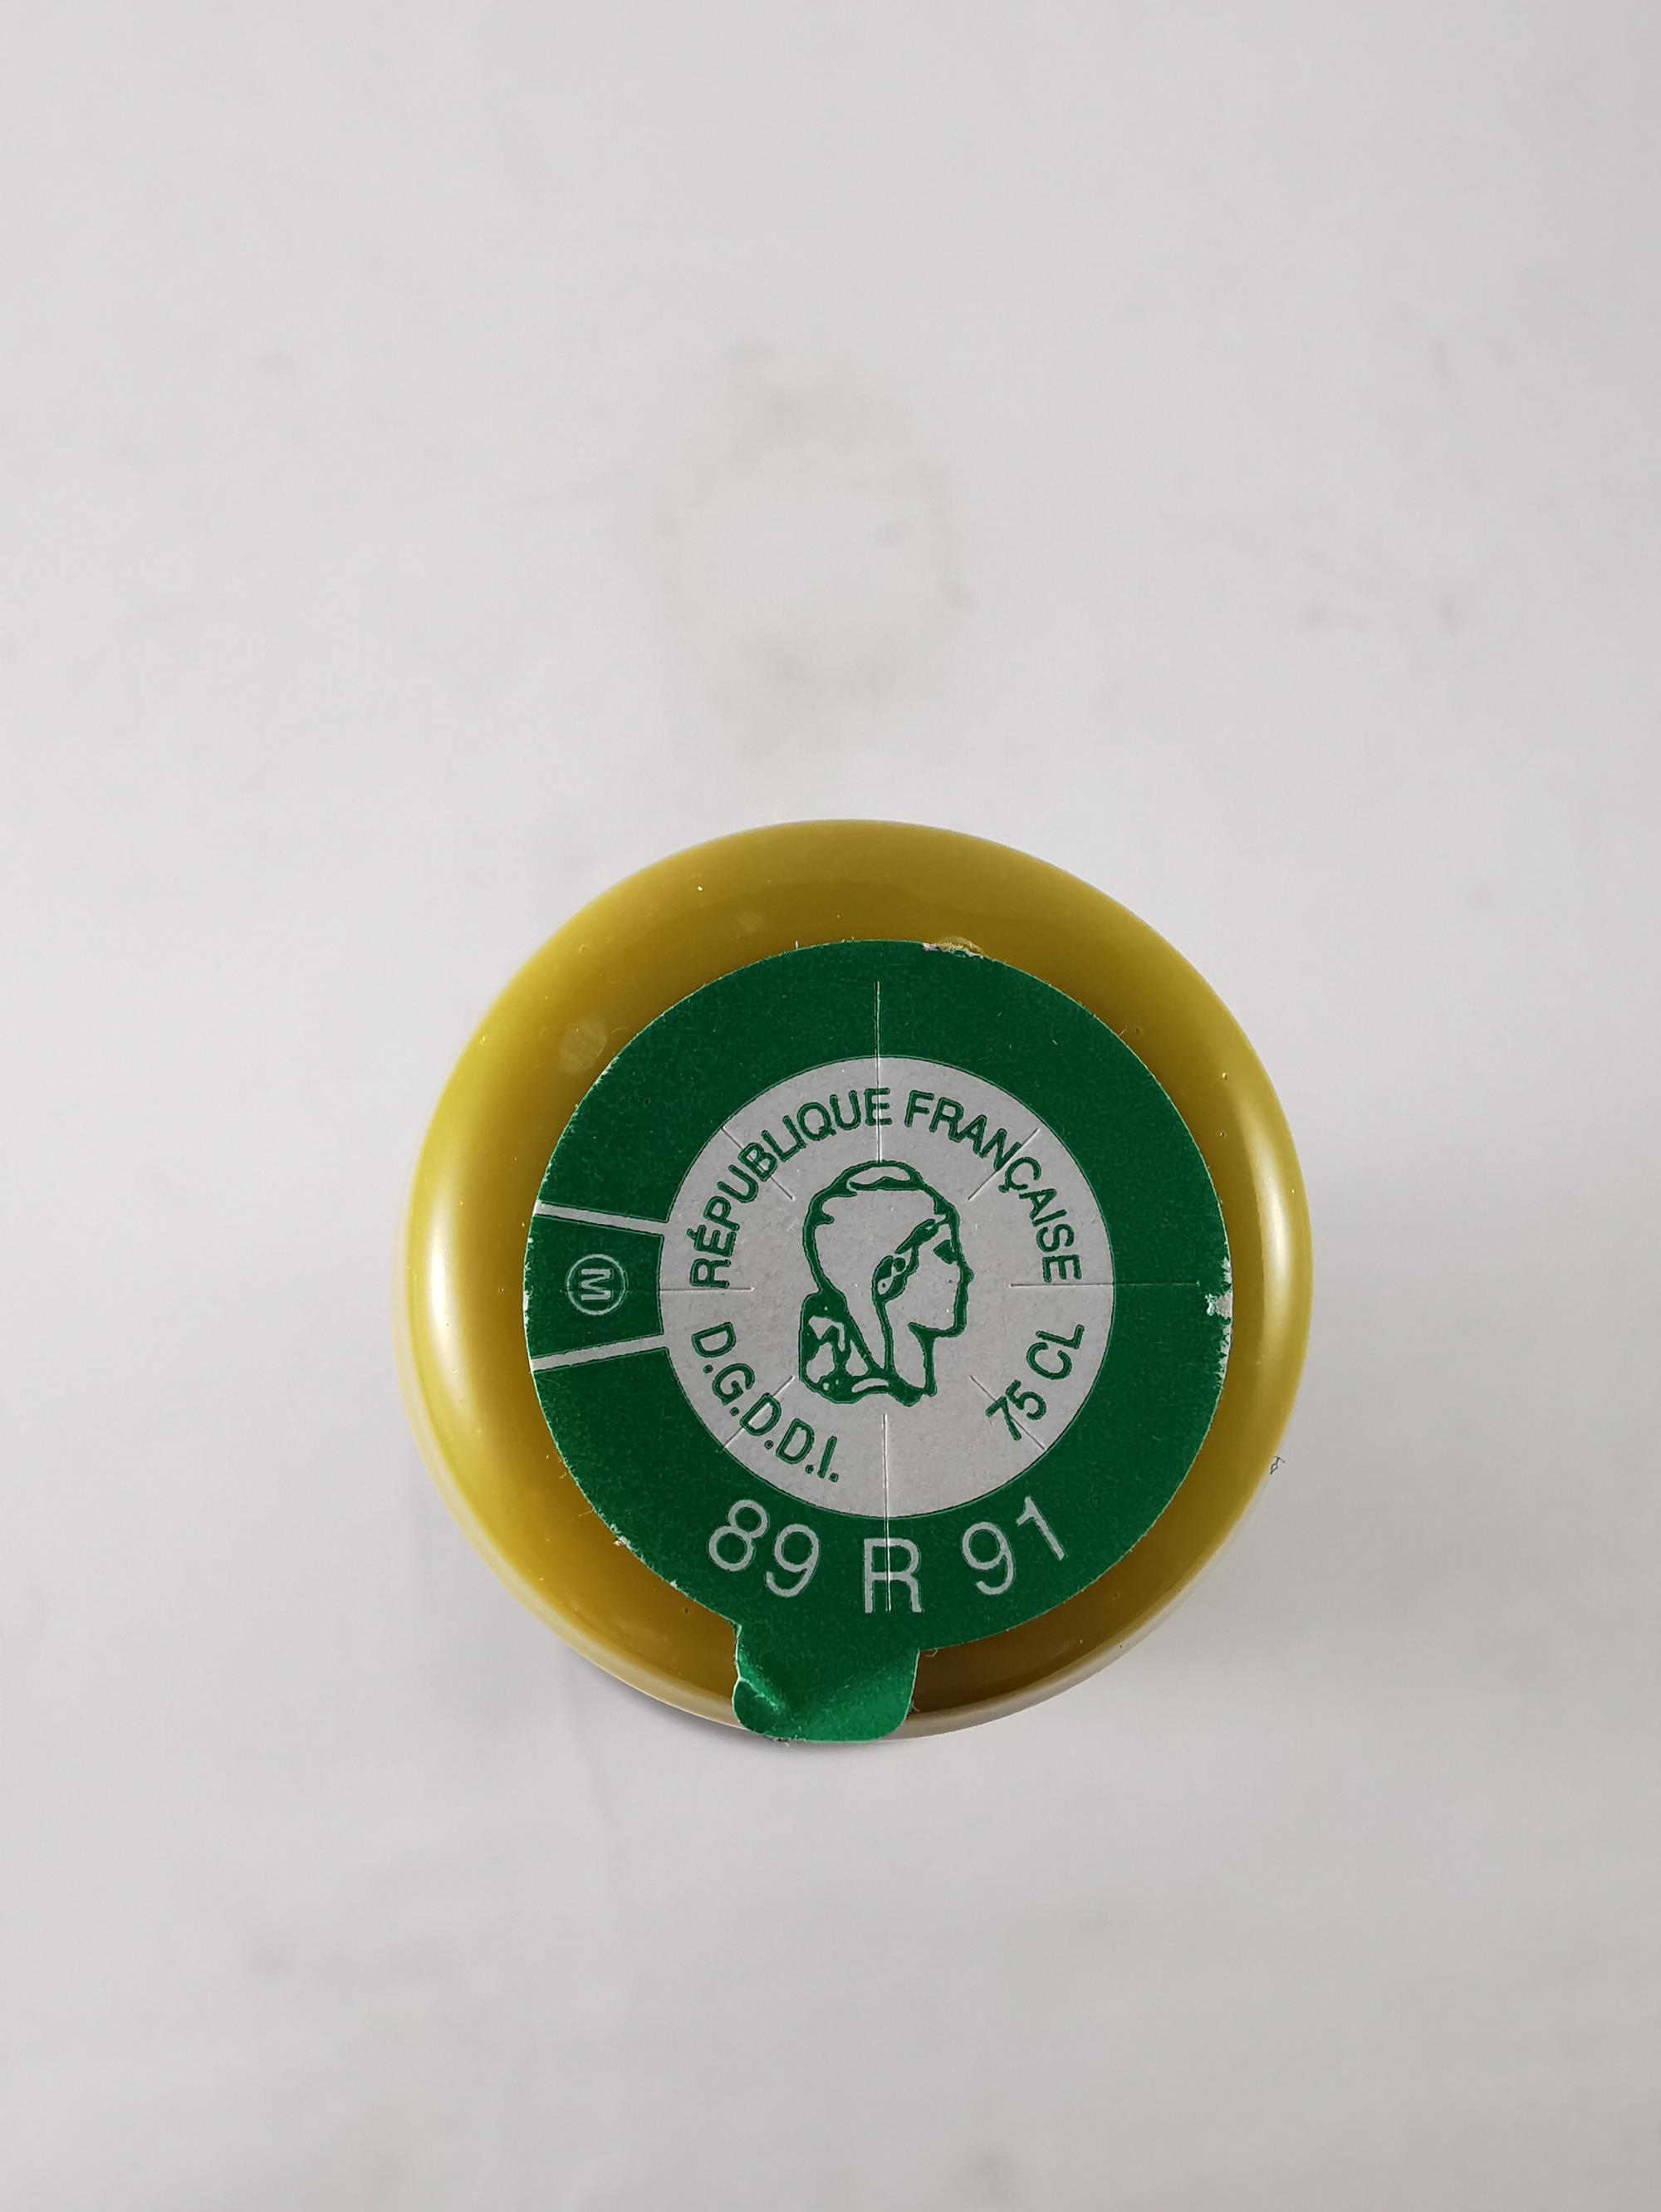 RÉPUBLIQUE FRANÇAISE
M
D.G.D.D.I.
75 CL
89 R 91